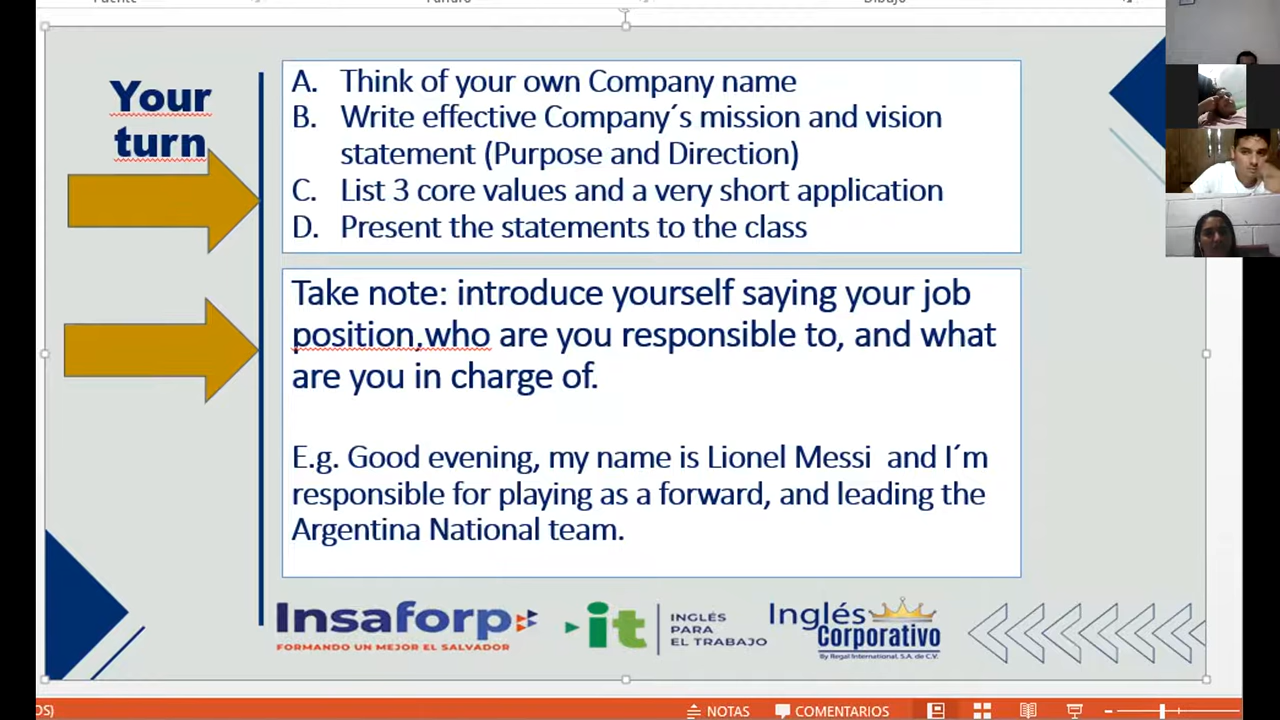 Your
turn
A. Think of your own Company name
B. Write effective Company´s mission and vision
statement (Purpose and Direction)
C. List 3 core values and a very short application
D. Present the statements to the class
Take note: introduce yourself saying your job
position,who are you responsible to, and what
are you in charge of.
E.g. Good evening, my name is Lionel Messi and I´m
responsible for playing as a forward, and leading the
Argentina National team.
Insaforp
FORMANDO UN MEJOR EL SALVADOR
it
INGLÉS
PARA
EL TRABAJO
Inglés
Corporativo
By Regal International, S.A. de C.V.
OS)
NOTAS
COMENTARIOS